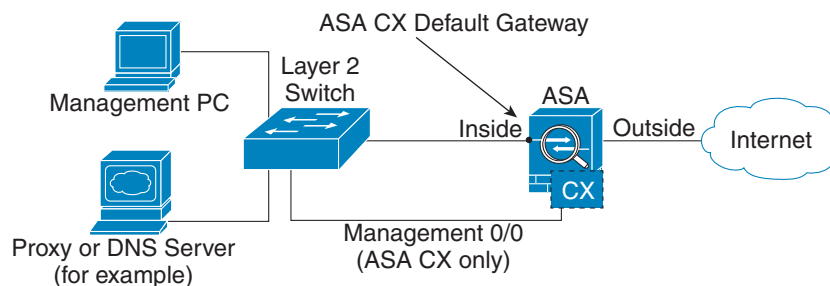 ASA CX Default Gateway
Layer 2
Switch
Management PC
ASA
Inside
Outside
Internet
CX
Proxy or DNS Server
(for example)
Management 0/0
(ASA CX only)